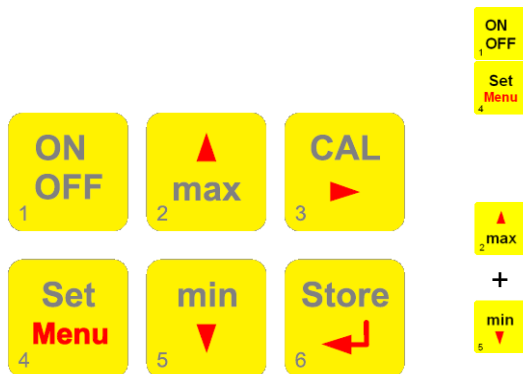 ON
OFF
1
max
2
CAL
3
Set
Menu
4
min
5
Store
6
ON
OFF
1
Set
Menu
4
max
2
+
min
5